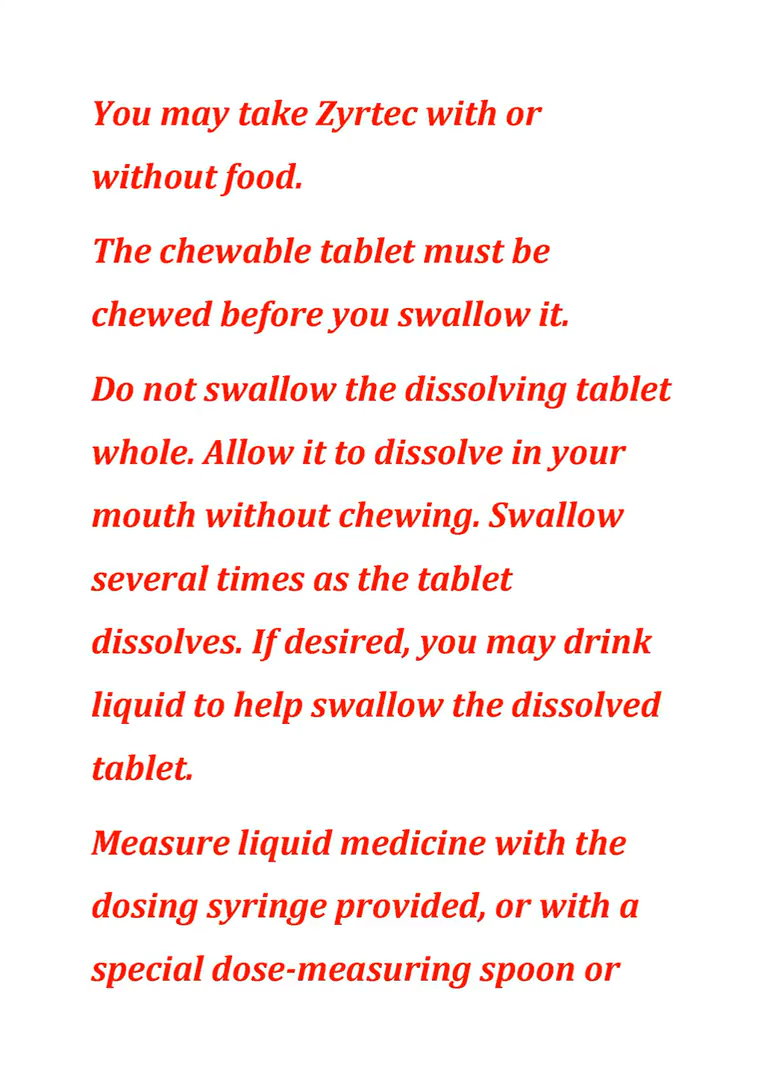 You may take Zyrtec with or
without food.
The chewable tablet must be
chewed before you swallow it.
Do not swallow the dissolving tablet
whole. Allow it to dissolve in your
mouth without chewing. Swallow
several times as the tablet
dissolves. If desired, you may drink
liquid to help swallow the dissolved
tablet.
Measure liquid medicine with the
dosing syringe provided, or with a
special dose-measuring spoon or